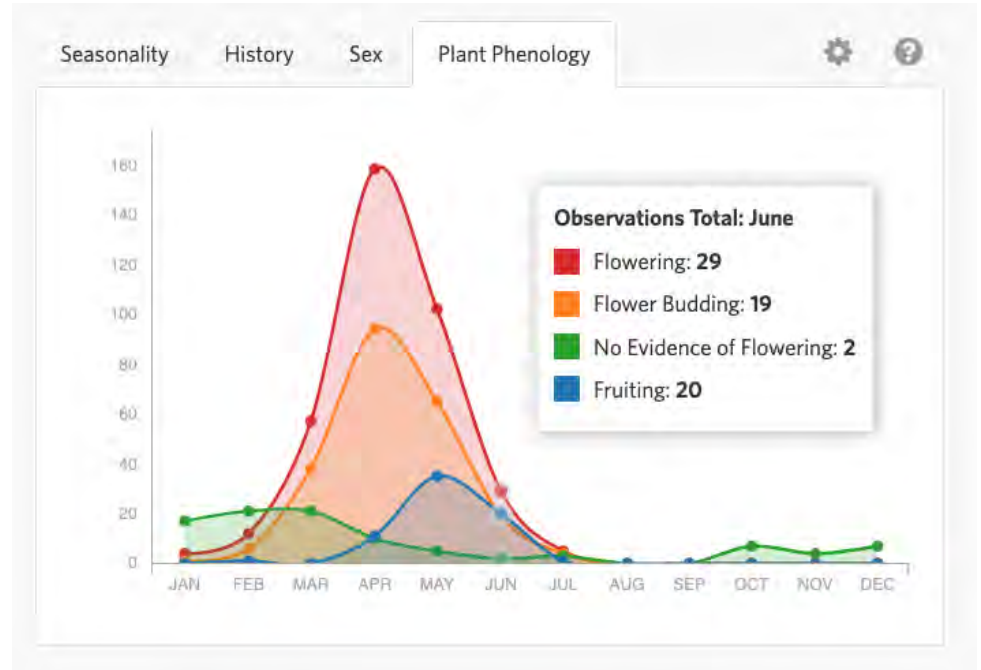 Seasonality History Sex Plant Phenology
160
140
120
100
80
60
40
20
0
JAN FEB MAR APR MAY JUN JUL AUG SEP OCT NOV DEC
Observations Total: June
Flowering: 29
Flower Budding: 19
No Evidence of Flowering: 2
Fruiting: 20